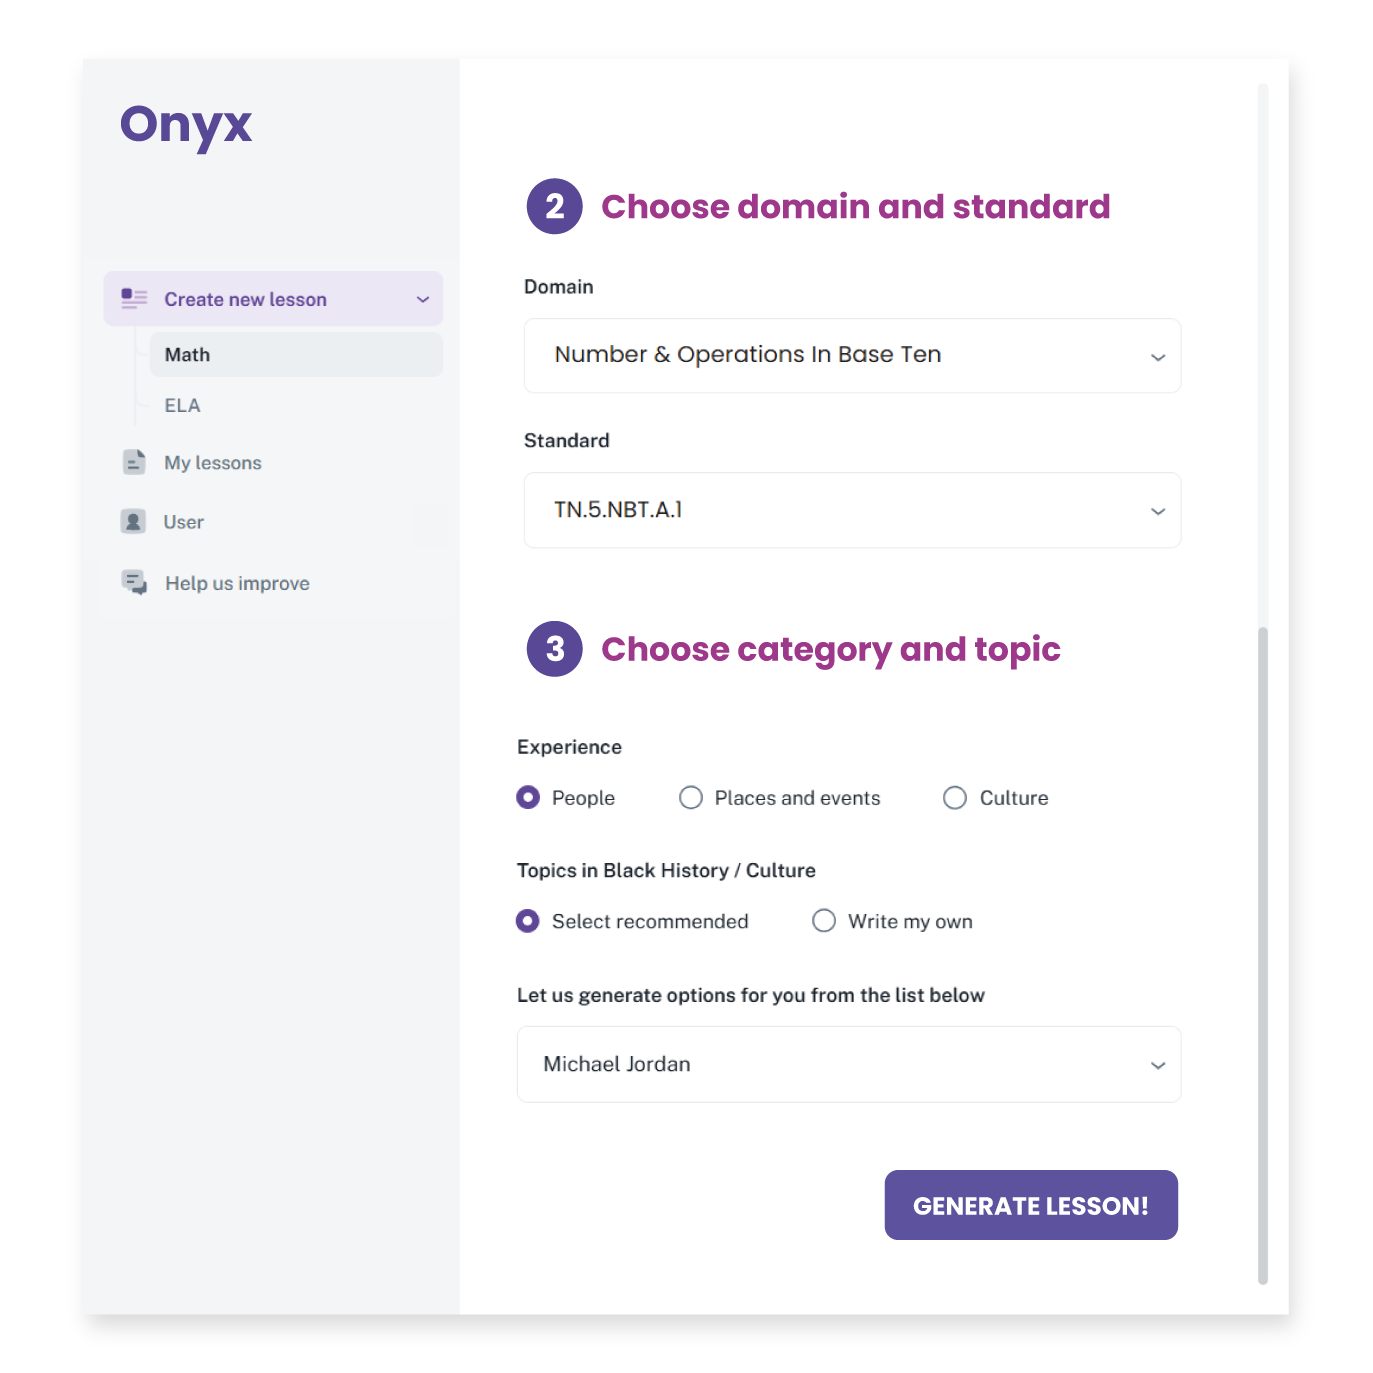 Onyx
Create new lesson
Math
ELA
My lessons
User
Help us improve
2 Choose domain and standard
Domain
Number & Operations In Base Ten
Standard
TN.5.NBT.A.1
3 Choose category and topic
Experience
People Places and events Culture
Topics in Black History / Culture
Select recommended Write my own
Let us generate options for you from the list below
Michael Jordan
GENERATE LESSON!